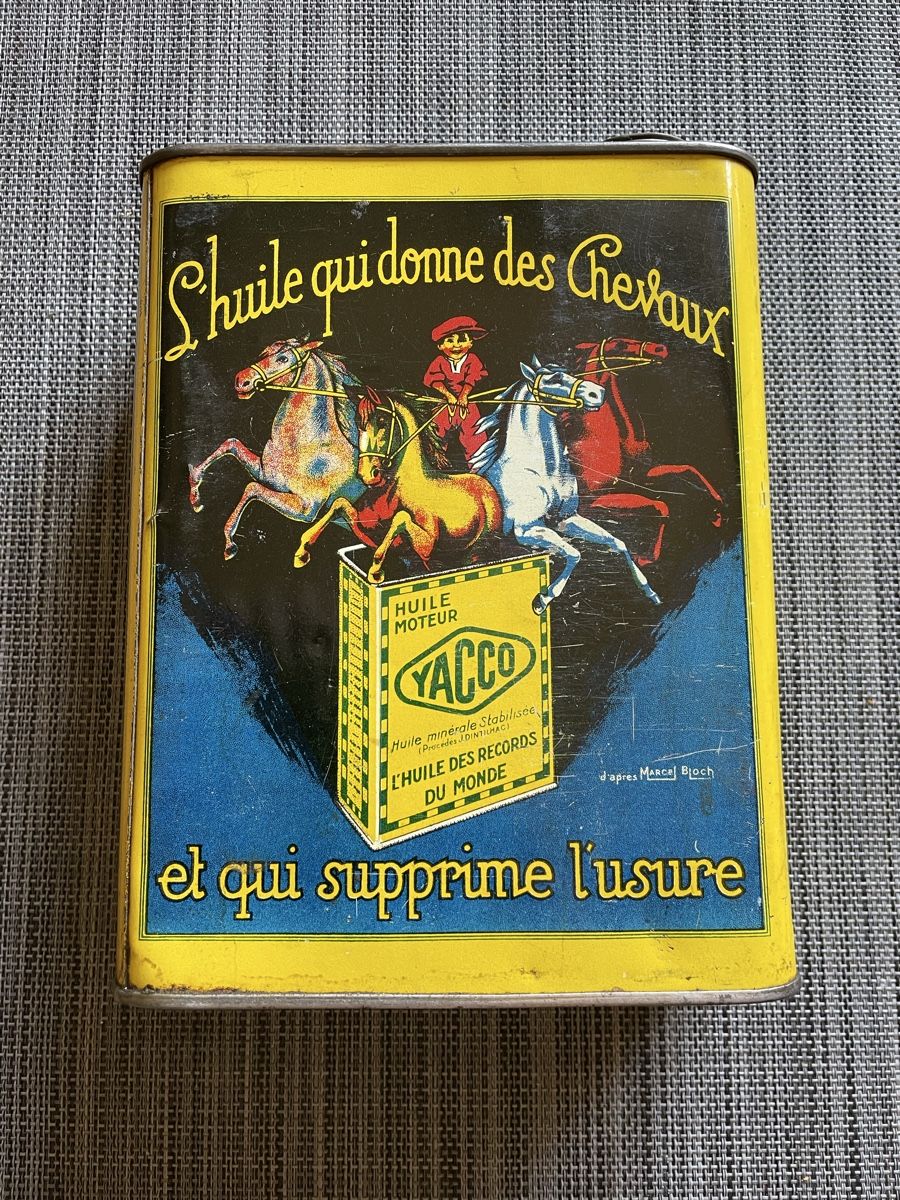 L'huile qui donne des Chevaux
HUILE
MOTEUR
YACCO
Huile minérale Stabilisée
(Procédés J. DINTILHAC)
L'HUILE DES RECORDS
DU MONDE
d'après MARCEL BLOCH
et qui supprime l'usure